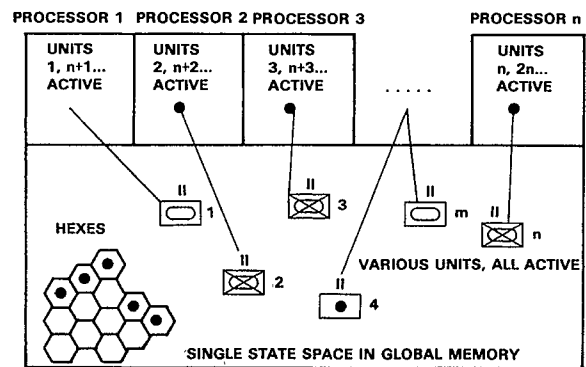 PROCESSOR 1 PROCESSOR 2 PROCESSOR 3 PROCESSOR n
UNITS UNITS UNITS UNITS
1, n+1... 2, n+2... 3, n+3... n, 2n...
ACTIVE ACTIVE ACTIVE ACTIVE
.....
II II II II
1 3 m n
HEXES
II II
VARIOUS UNITS, ALL ACTIVE
2 4
SINGLE STATE SPACE IN GLOBAL MEMORY